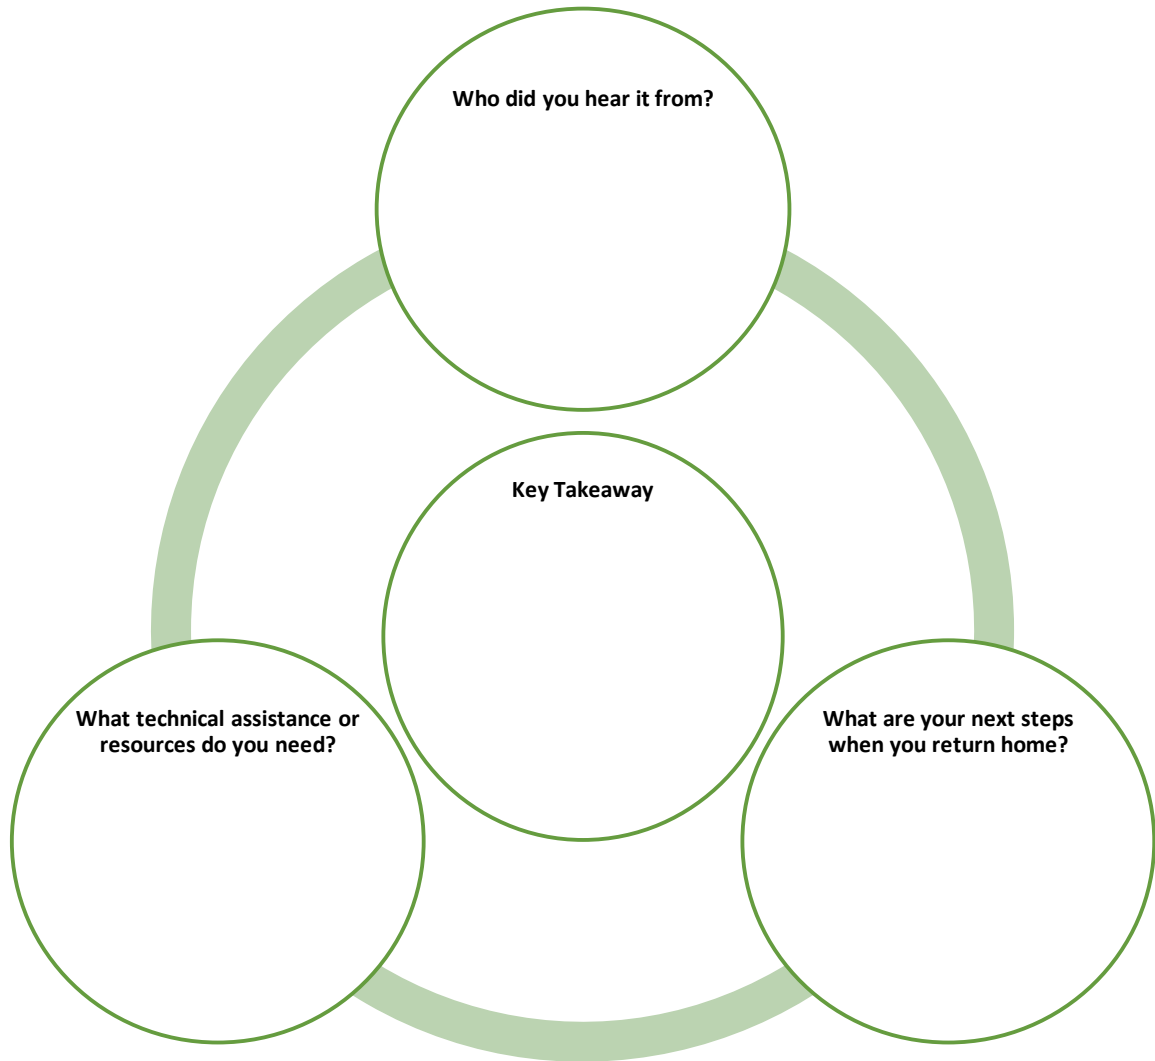 Who did you hear it from?
Key Takeaway
What technical assistance or
resources do you need?
What are your next steps
when you return home?